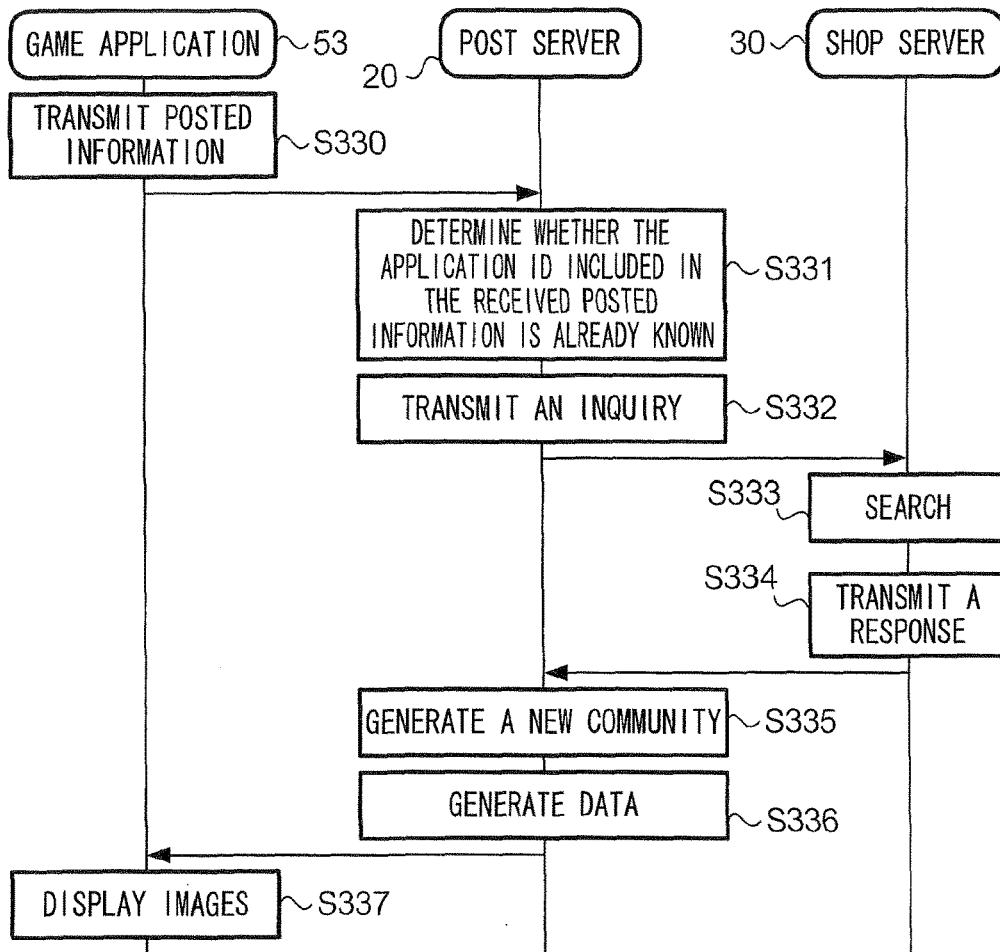 GAME APPLICATION
53
POST SERVER
20
30
SHOP SERVER
TRANSMIT POSTED
INFORMATION
S330
DETERMINE WHETHER THE
APPLICATION ID INCLUDED IN
THE RECEIVED POSTED
INFORMATION IS ALREADY KNOWN
S331
TRANSMIT AN INQUIRY
S332
S333
SEARCH
S334
TRANSMIT A
RESPONSE
GENERATE A NEW COMMUNITY
S335
GENERATE DATA
S336
DISPLAY IMAGES
S337